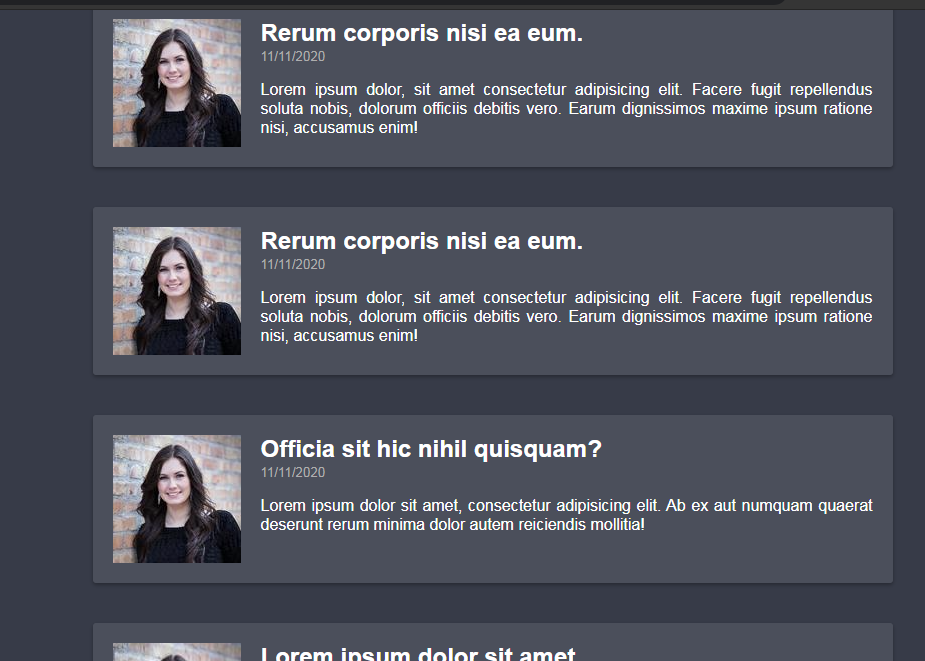 Rerum corporis nisi ea eum.
11/11/2020
Lorem ipsum dolor, sit amet consectetur adipisicing elit. Facere fugit repellendus
soluta nobis, dolorum officiis debitis vero. Earum dignissimos maxime ipsum ratione
nisi, accusamus enim!
Rerum corporis nisi ea eum.
11/11/2020
Lorem ipsum dolor, sit amet consectetur adipisicing elit. Facere fugit repellendus
soluta nobis, dolorum officiis debitis vero. Earum dignissimos maxime ipsum ratione
nisi, accusamus enim!
Officia sit hic nihil quisquam?
11/11/2020
Lorem ipsum dolor sit amet, consectetur adipisicing elit. Ab ex aut numquam quaerat
deserunt rerum minima dolor autem reiciendis mollitia!
Lorem ipsum dolor sit amet